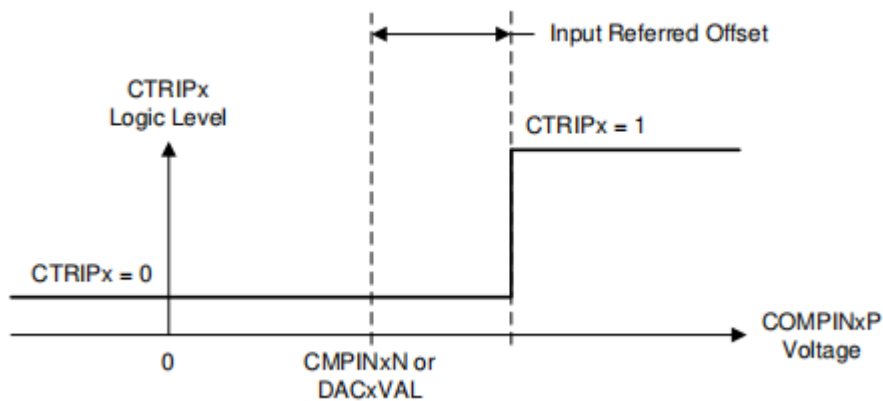 Input Referred Offset
CTRIPx
Logic Level
CTRIPx = 1
CTRIPx = 0
COMPINxP
Voltage
0
CMPINxN or
DACxVAL